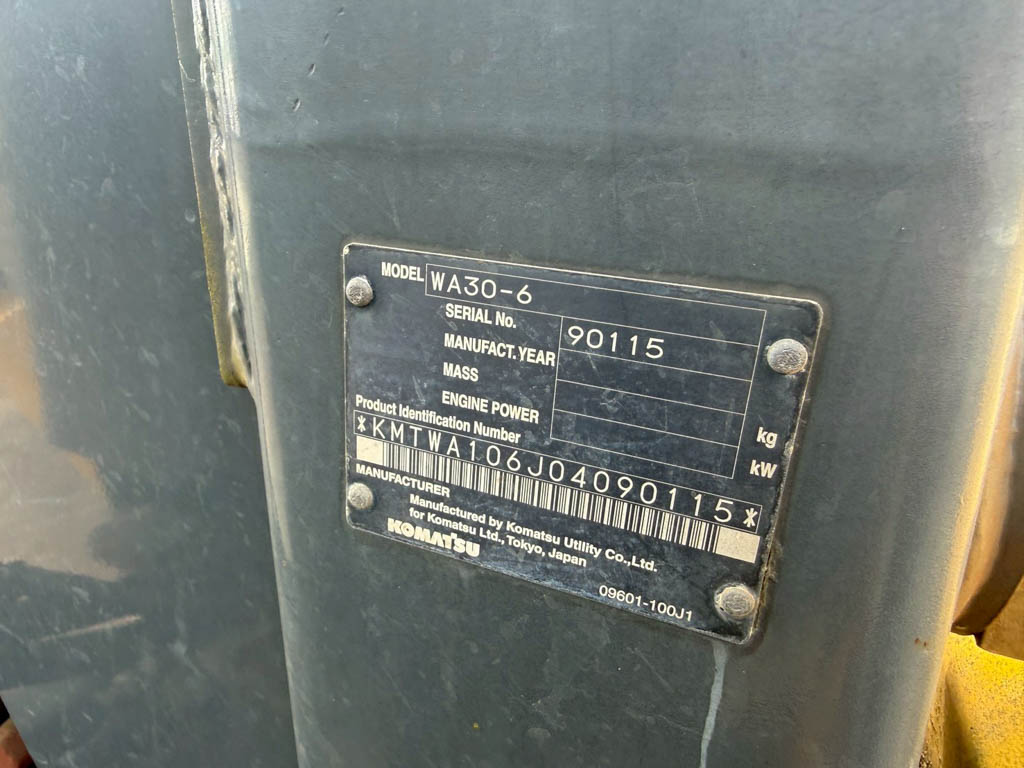 MODEL WA30-6
SERIAL No. 90115
MANUFACT. YEAR
MASS kg
ENGINE POWER kW
Product Identification Number
*KMTWA106J04090115*
MANUFACTURER
Manufactured by Komatsu Utility Co.,Ltd.
for Komatsu Ltd., Tokyo, Japan
KOMATSU
09601-100J1